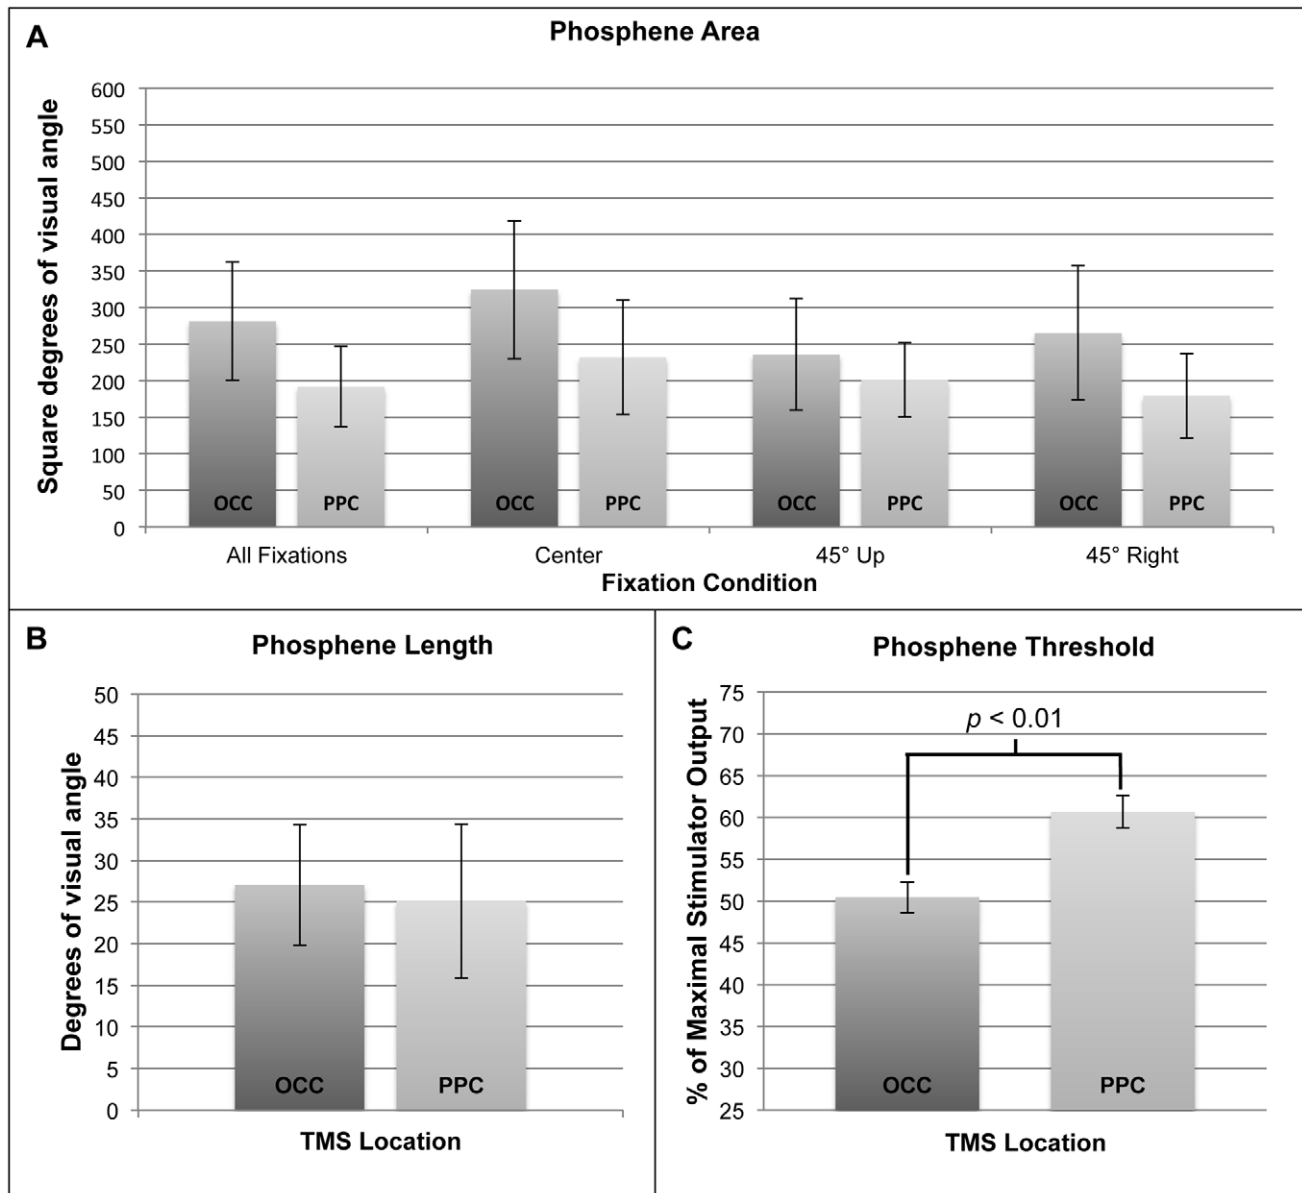 A
Phosphene Area
Square degrees of visual angle
600
550
500
450
400
350
300
250
200
150
100
50
0
OCC PPC OCC PPC OCC PPC OCC PPC
All Fixations Center 45° Up 45° Right
Fixation Condition
B
Phosphene Length
Degrees of visual angle
50
45
40
35
30
25
20
15
10
5
0
OCC PPC
TMS Location
C
Phosphene Threshold
% of Maximal Stimulator Output
75
70
65
60
55
50
45
40
35
30
25
p < 0.01
OCC PPC
TMS Location